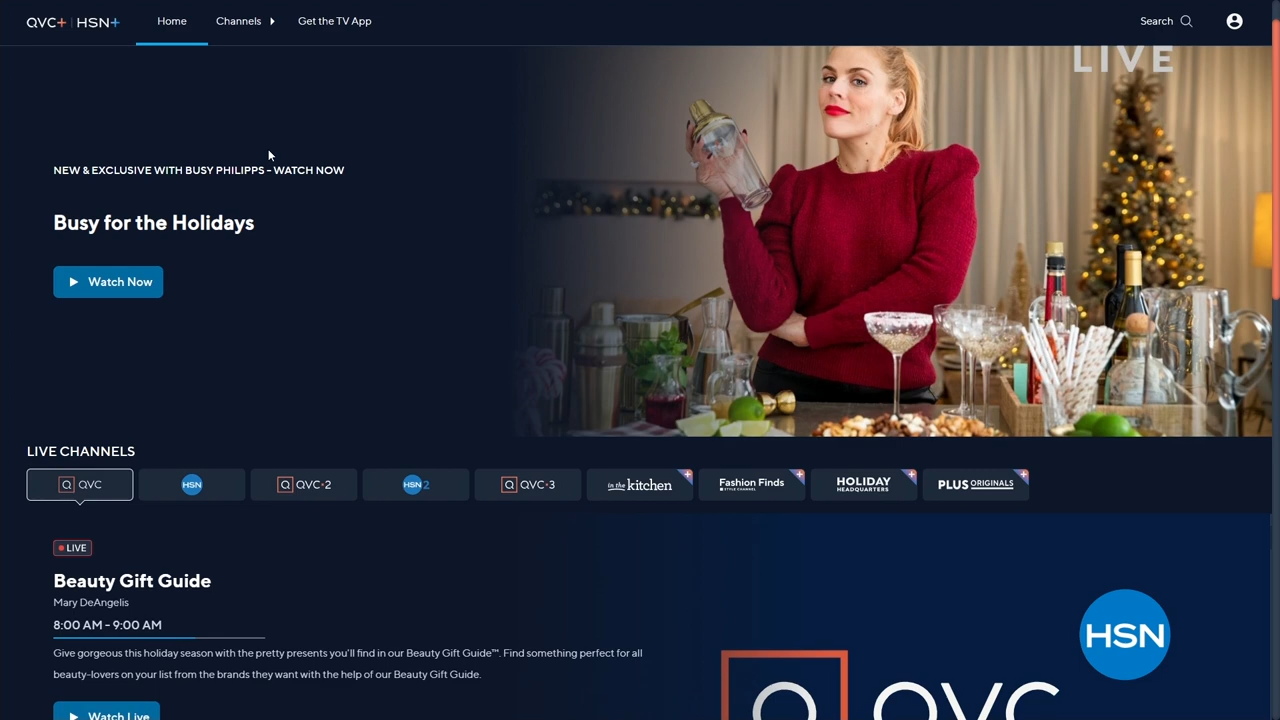 QVC+ | HSN+
Home
Channels
Get the TV App
Search
LIVE
NEW & EXCLUSIVE WITH BUSY PHILIPPS - WATCH NOW
Busy for the Holidays
Watch Now
LIVE CHANNELS
Q QVC
HSN
Q QVC·2
HSN 2
Q QVC·3
in the kitchen
Fashion Finds
A STYLE CHANNEL
HOLIDAY
HEADQUARTERS
PLUS ORIGINALS
LIVE
Beauty Gift Guide
Mary DeAngelis
8:00 AM - 9:00 AM
Give gorgeous this holiday season with the pretty presents you'll find in our Beauty Gift Guide™. Find something perfect for all
beauty-lovers on your list from the brands they want with the help of our Beauty Gift Guide.
Watch Live
HSN
Q QVC